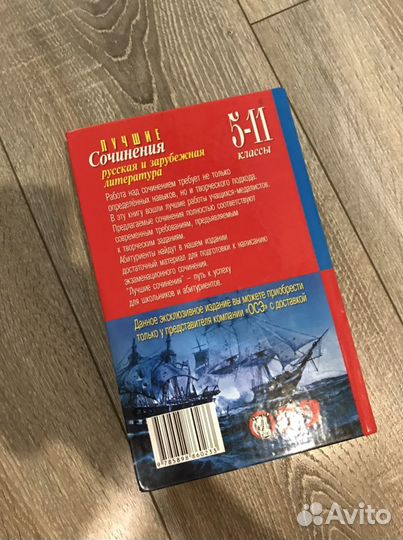 ЛУЧШИЕ
Сочинения
русская и зарубежная
литература
5-11
классы
Работа над сочинением требует не только
определённых навыков, но и творческого подхода.
В эту книгу вошли лучшие работы учащихся-медалистов.
Предлагаемые сочинения полностью соответствуют
современным требованиям, предъявляемым
к творческим заданиям.
Абитуриенты найдут в нашем издании
достаточный материал для подготовки к написанию
экзаменационного сочинения.
"Лучшие сочинения" — путь к успеху
для школьников и абитуриентов.
Данное эксклюзивное издание вы можете приобрести
только у представителя компании «ОСЭ» с доставкой
9 785898 860233
Avito